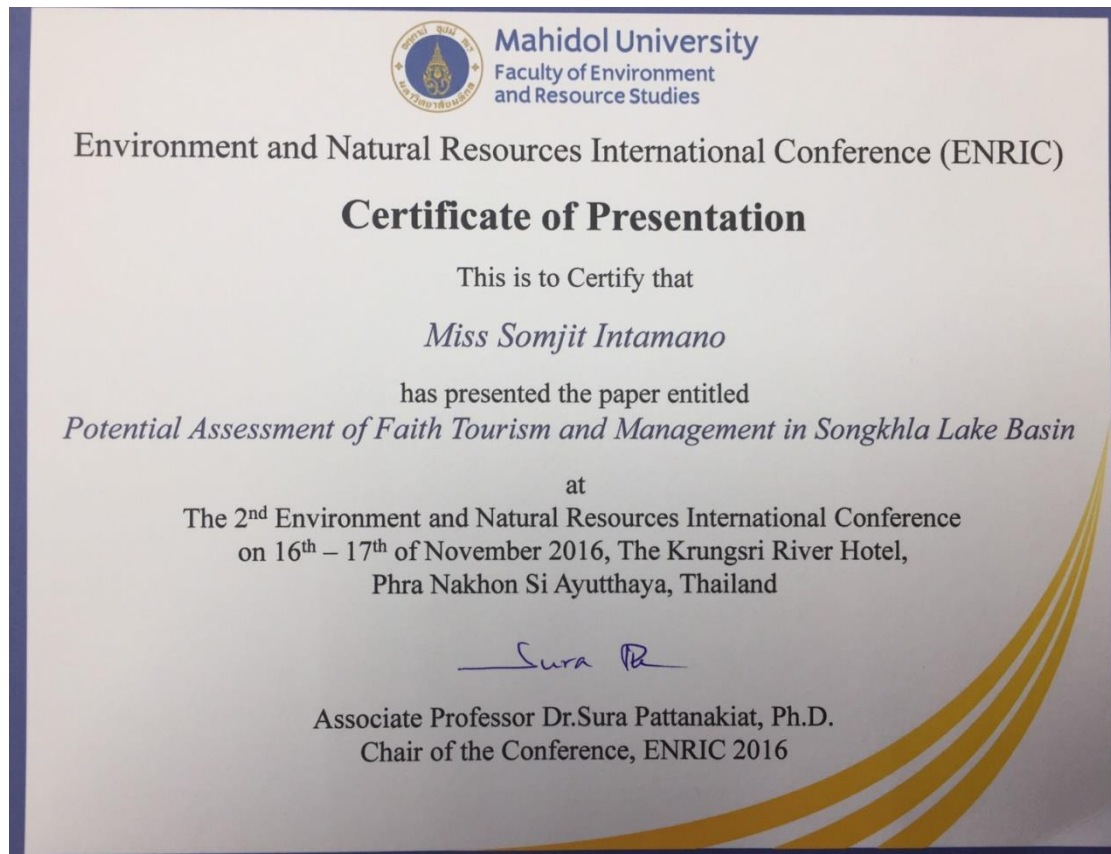 Mahidol University
Faculty of Environment
and Resource Studies
Environment and Natural Resources International Conference (ENRIC)
Certificate of Presentation
This is to Certify that
Miss Somjit Intamano
has presented the paper entitled
Potential Assessment of Faith Tourism and Management in Songkhla Lake Basin
at
The 2nd Environment and Natural Resources International Conference
on 16th – 17th of November 2016, The Krungsri River Hotel,
Phra Nakhon Si Ayutthaya, Thailand
Sura
Associate Professor Dr.Sura Pattanakiat, Ph.D.
Chair of the Conference, ENRIC 2016